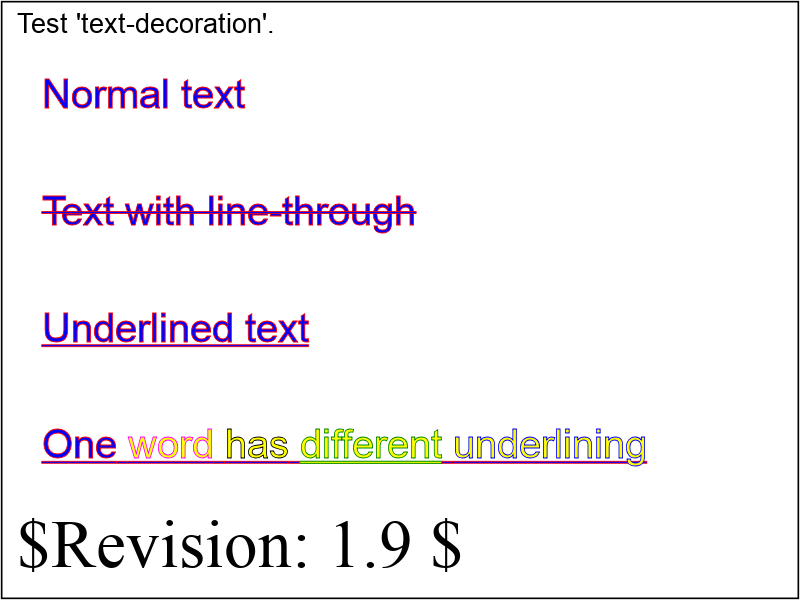 Test 'text-decoration'.
Normal text
Text with line-through
Underlined text
One word has different underlining
$Revision: 1.9 $